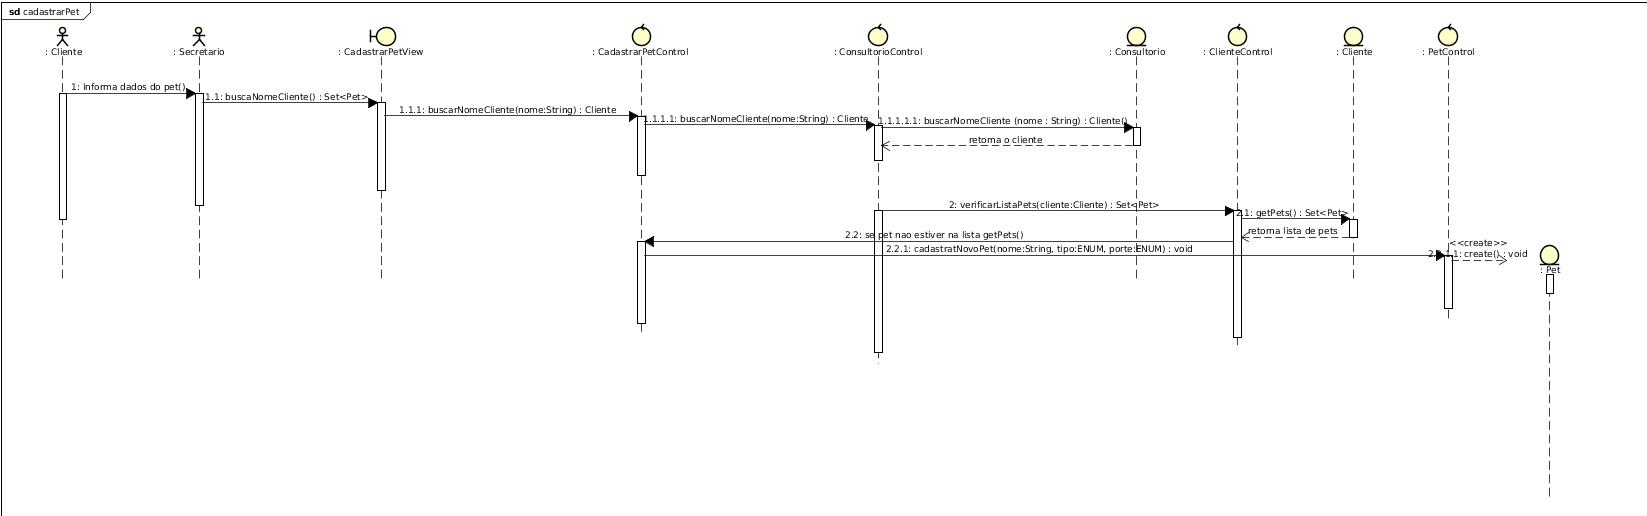 sd cadastrarPet
: Cliente
: Secretario
: CadastrarPetView
: CadastrarPetControl
: ConsultorioControl
: Consultorio
: ClienteControl
: Cliente
: PetControl
1: Informa dados do pet()
1.1: buscaNomeCliente() : Set<Pet>
1.1.1: buscarNomeCliente(nome:String) : Cliente
1.1.1.1: buscarNomeCliente(nome:String) : Cliente
1.1.1.1.1: buscarNomeCliente (nome : String) : Cliente()
retorna o cliente
2: verificarListaPets(cliente:Cliente) : Set<Pet>
2.1: getPets() : Set<Pet>
retorna lista de pets
2.2: se pet nao estiver na lista getPets()
<<create>>
2.2.1: cadastratNovoPet(nome:String, tipo:ENUM, porte:ENUM) : void
2.2.1.1: create() : void
: Pet